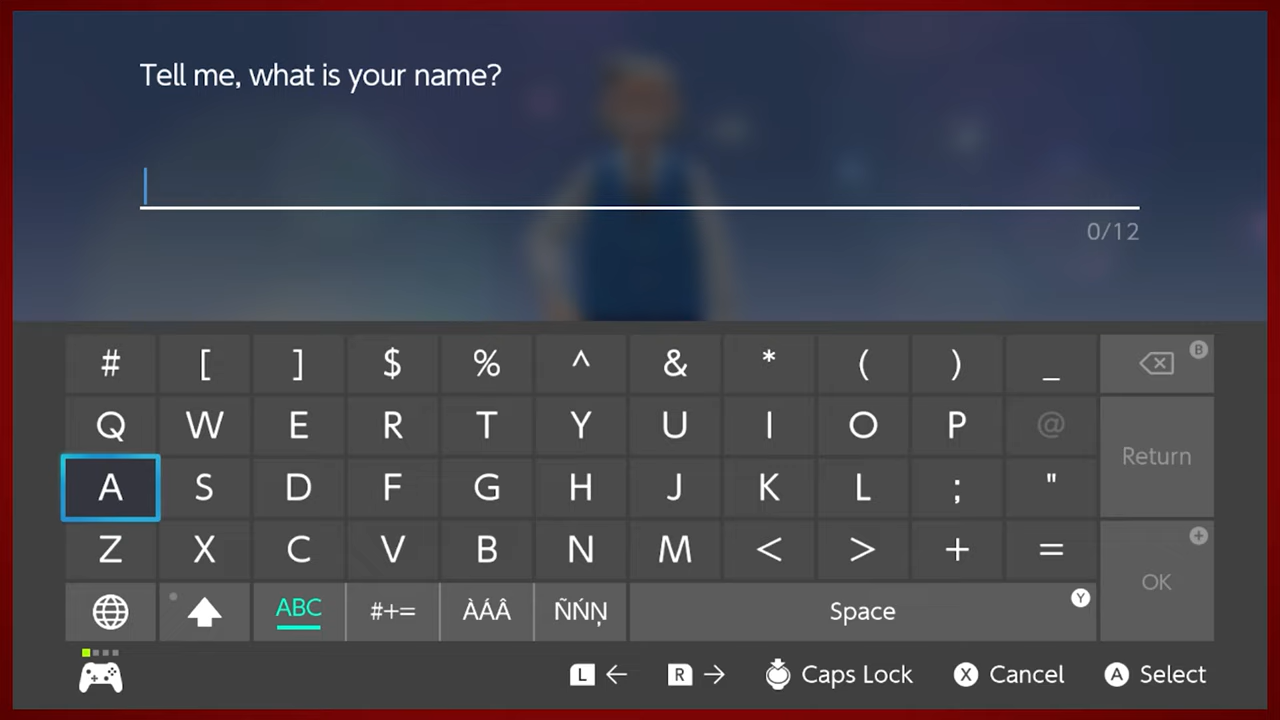 Tell me, what is your name?
0/12
# [ ] $ % ^ & * ( ) _ B
Q W E R T Y U I O P @
Return
A S D F G H J K L ; "
Z X C V B N M < > + = +
OK
ABC #+= ÀÁÂ ÑŃŅ Space Y
L ← R → Caps Lock X Cancel A Select